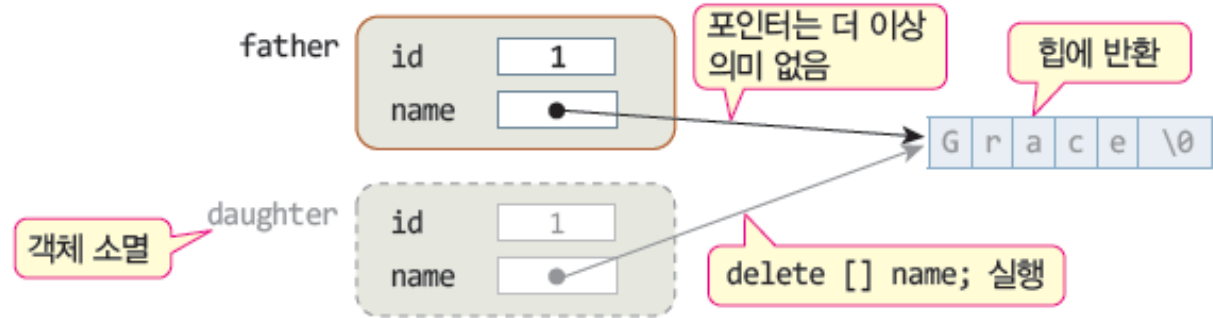 father
id 1
name
포인터는 더 이상
의미 없음
힙에 반환
G r a c e \0
daughter
객체 소멸
id 1
name
delete [] name; 실행